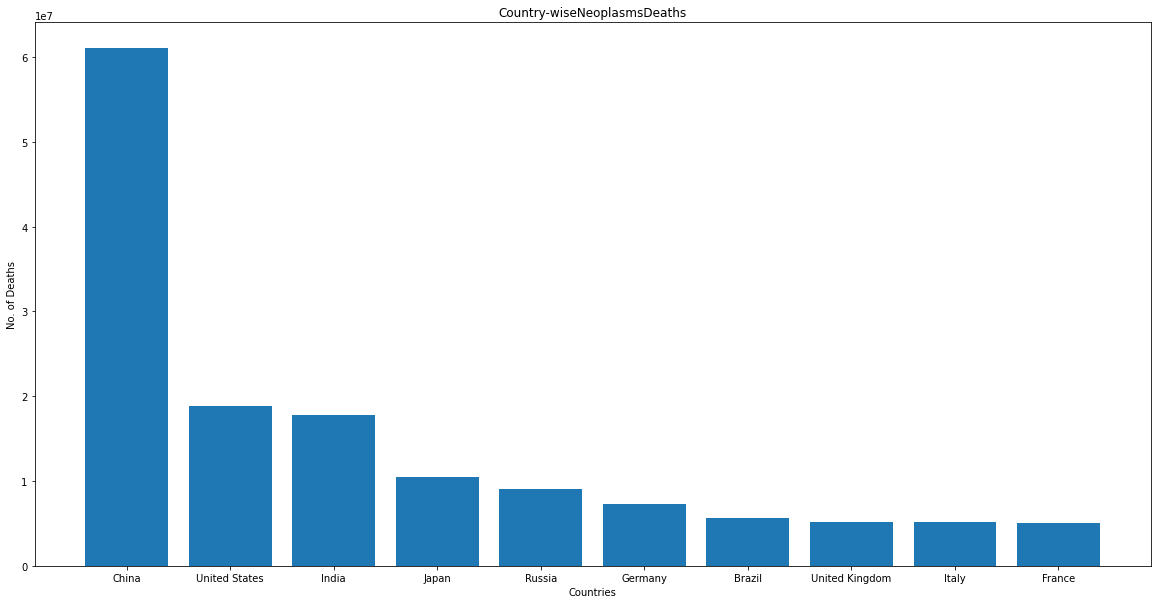 Country-wiseNeoplasmsDeaths
1e7
6
5
4
3
2
1
0
No. of Deaths
China United States India Japan Russia Germany Brazil United Kingdom Italy France
Countries